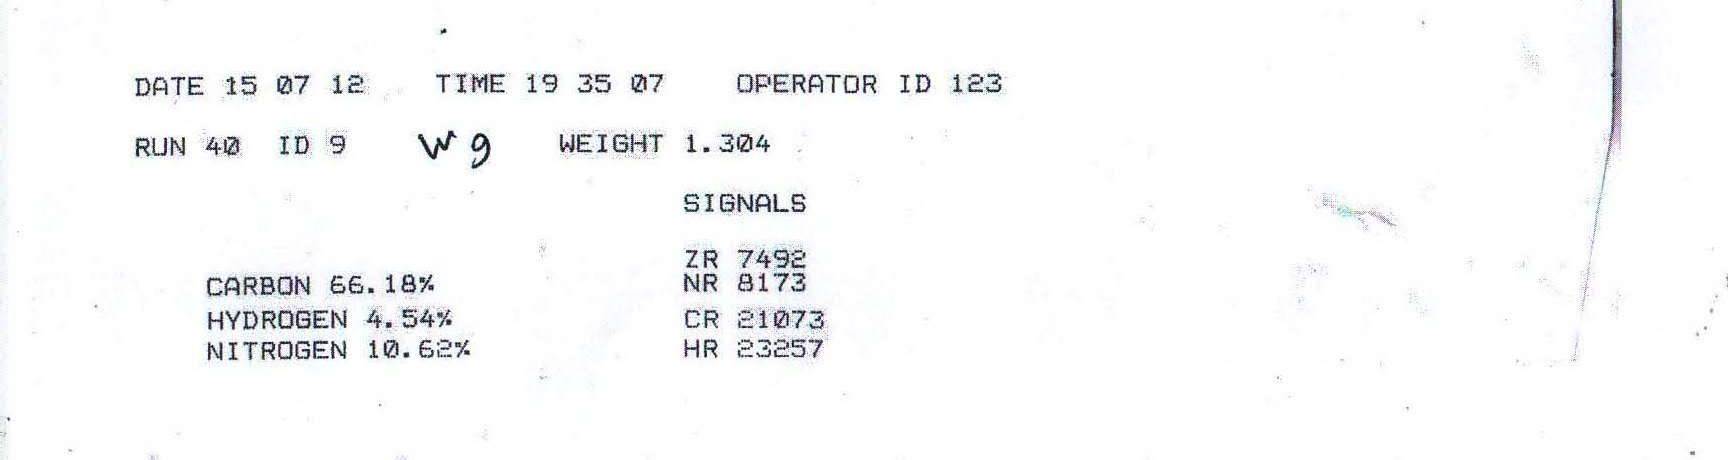 DATE 15 07 12 TIME 19 35 07 OPERATOR ID 123
RUN 40 ID 9 W9 WEIGHT 1.304
SIGNALS
ZR 7492
CARBON 66.18% NR 8173
HYDROGEN 4.54% CR 21073
NITROGEN 10.62% HR 23257